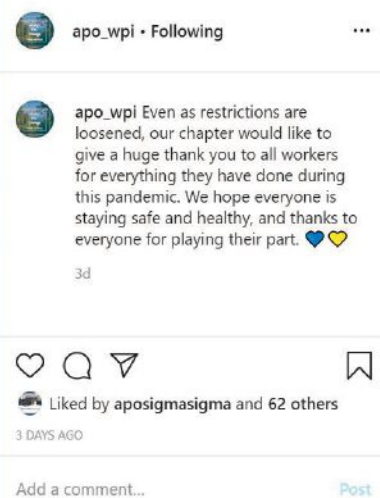 apo_wpi • Following
apo_wpi Even as restrictions are
loosened, our chapter would like to
give a huge thank you to all workers
for everything they have done during
this pandemic. We hope everyone is
staying safe and healthy, and thanks to
everyone for playing their part. 💙💛
3d
Liked by aposigmasigma and 62 others
3 DAYS AGO
Add a comment...
Post